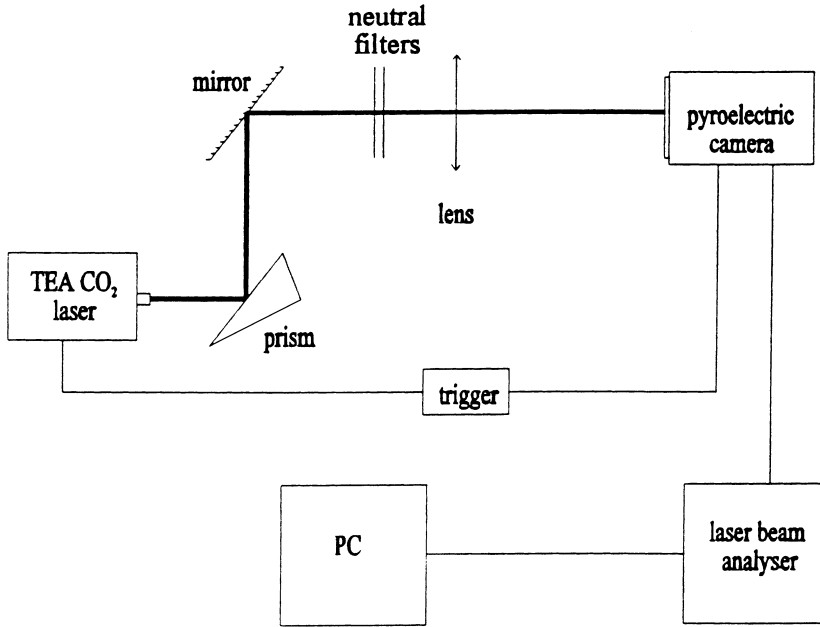 neutral
filters
mirror
pyroelectric
camera
lens
TEA CO₂
laser
prism
trigger
PC
laser beam
analyser